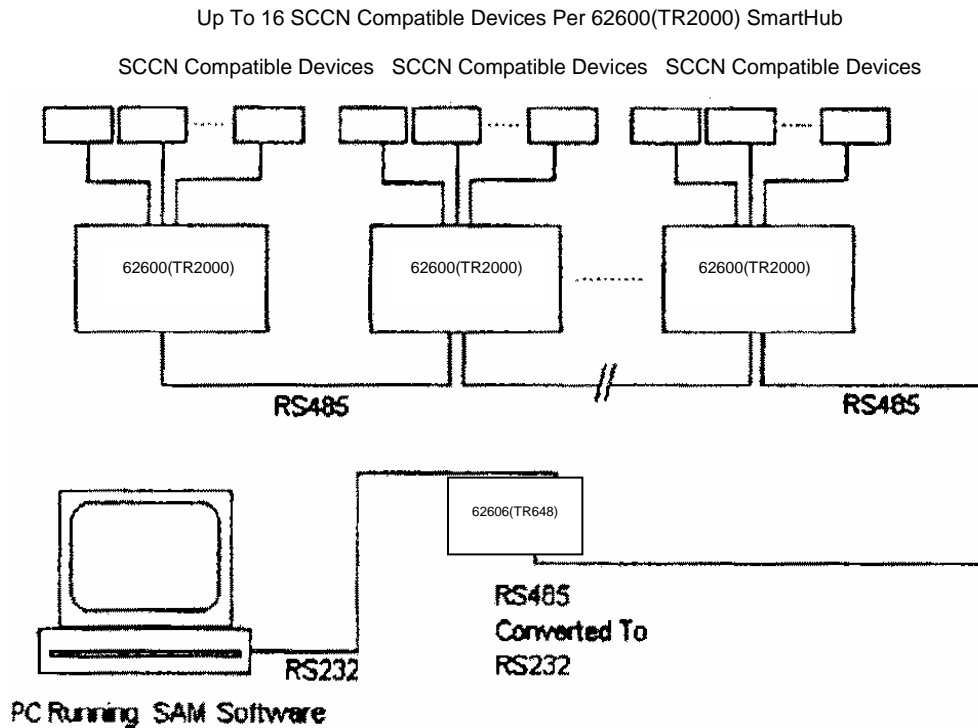 Up To 16 SCCN Compatible Devices Per 62600(TR2000) SmartHub
SCCN Compatible Devices SCCN Compatible Devices SCCN Compatible Devices
62600(TR2000) 62600(TR2000) 62600(TR2000)
RS485 RS485
62606(TR648)
RS485
Converted To
RS232
RS232
PC Running SAM Software